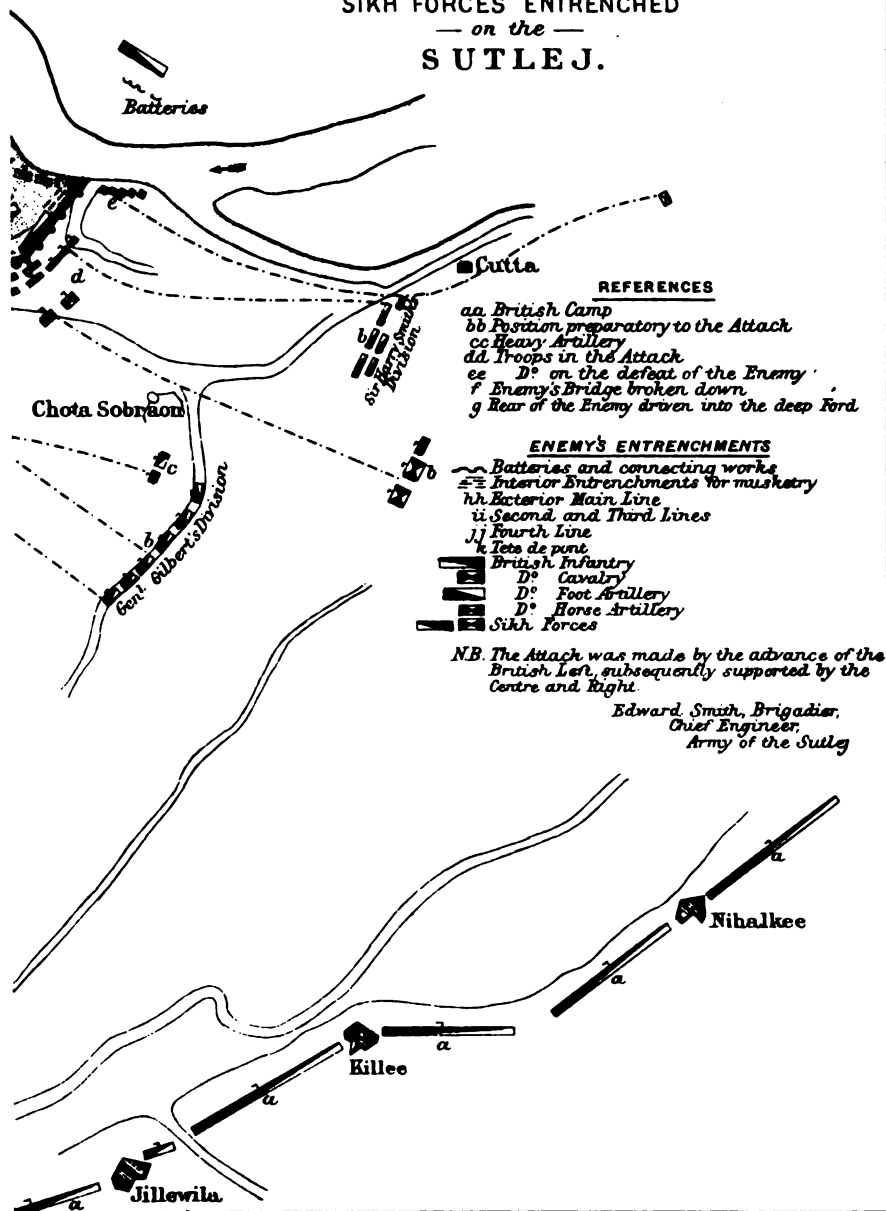 SIKH FORCES ENTRENCHED
— on the —
SUTLEJ.
Batteries
e
Cutta
d
b
Sir Harry Smith's
Division
REFERENCES
aa British Camp
bb Position preparatory to the Attack
cc Heavy Artillery
dd Troops in the Attack
ee Dº on the defeat of the Enemy
f Enemy's Bridge broken down
g Rear of the Enemy driven into the deep Ford
Chota Sobraon
c
b
b
Genl. Gilbert's Division
ENEMY'S ENTRENCHMENTS
Batteries and connecting works
Interior Entrenchments for musketry
hh Exterior Main Line
ii Second and Third Lines
jj Fourth Line
k Tete de pont
British Infantry
Dº Cavalry
Dº Foot Artillery
Dº Horse Artillery
Sikh Forces
N.B. The Attack was made by the advance of the
British Left, subsequently supported by the
Centre and Right.
Edward Smith, Brigadier,
Chief Engineer,
Army of the Sutlej
a
Nihalkee
a
a
Killee
a
Jillewila
a